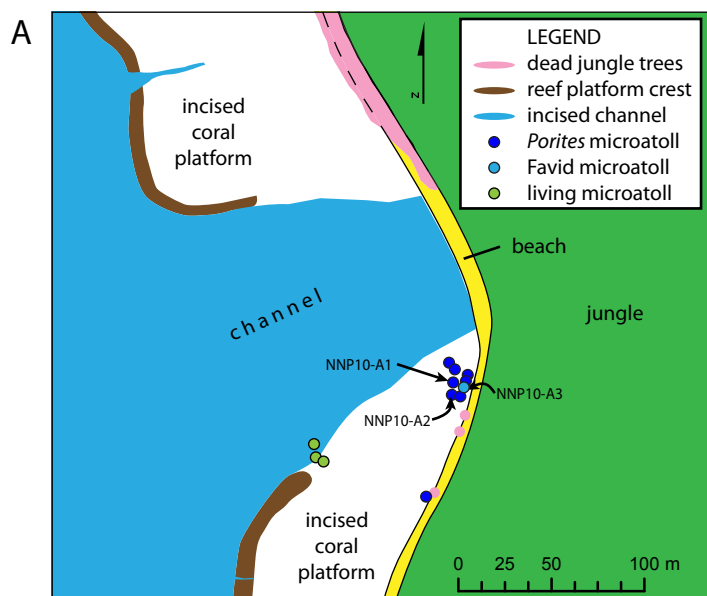 A
LEGEND
dead jungle trees
reef platform crest
incised channel
Porites microatoll
Favid microatoll
living microatoll
z
incised
coral
platform
beach
channel
jungle
NNP10-A1
NNP10-A3
NNP10-A2
incised
coral
platform
0 25 50 100 m